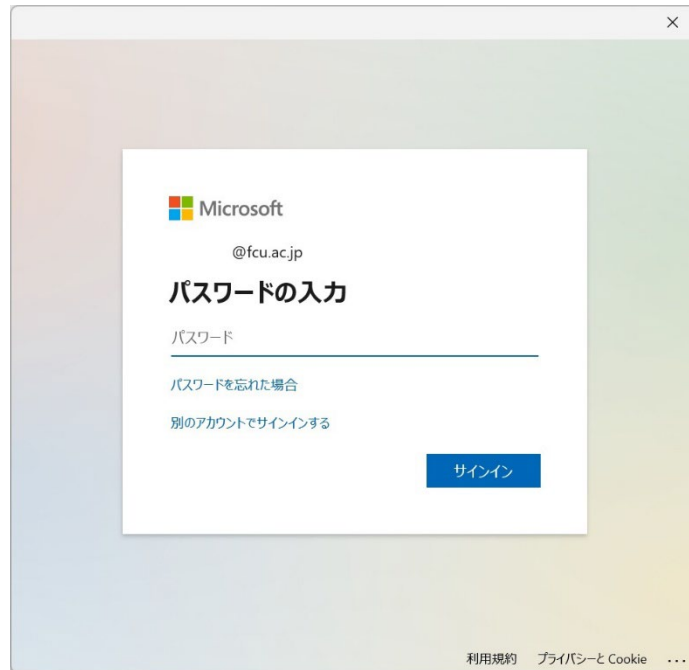 Microsoft
@fcu.ac.jp
パスワードの入力
パスワード
パスワードを忘れた場合
別のアカウントでサインインする
サインイン
利用規約 プライバシーと Cookie ...